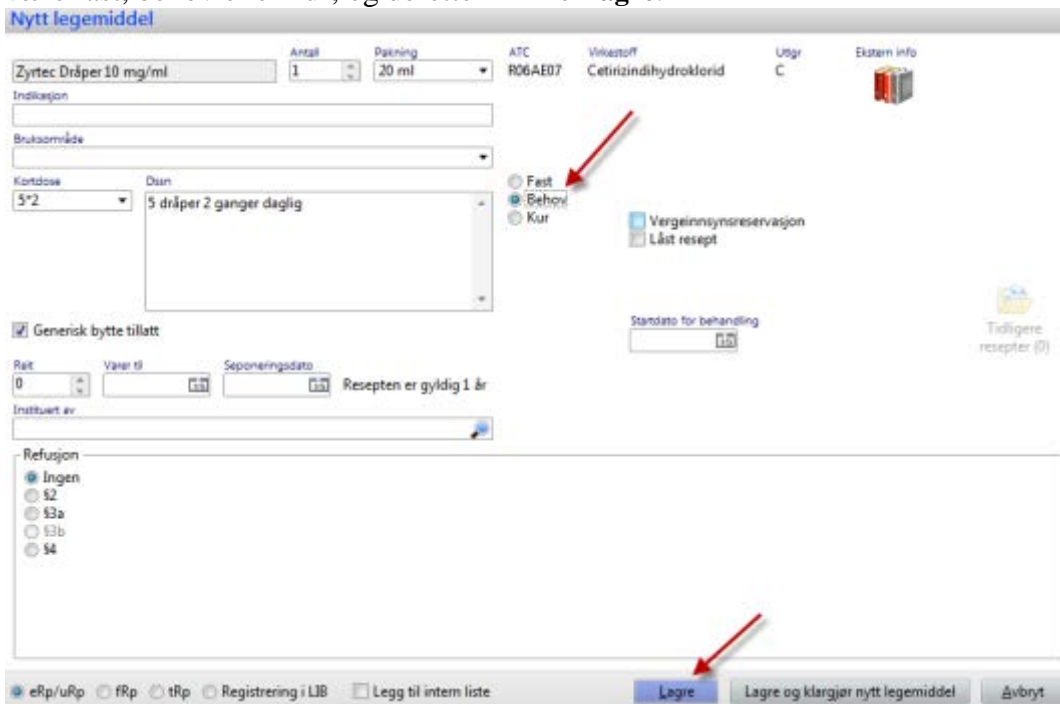 Nytt legemiddel
Antall Pakning ATC Virkestoff Utlgr Ekstern info
Zyrtec Dråper 10 mg/ml 1 20 ml R06AE07 Cetirizindihydroklorid C
Indikasjon
Bruksområde
Kortdose Dssn
5*2 5 dråper 2 ganger daglig
Fast
Behov
Kur
Vergeinnsynsreservasjon
Låst resept
Generisk bytte tillatt
Startdato for behandling
15
Tidligere
resepter (0)
Reit Varer til Seponeringsdato
0 15 15 Resepten er gyldig 1 år
Instituert av
Refusjon
Ingen
§2
§3a
§3b
§4
eRp/uRp fRp tRp Registrering i LIB Legg til intern liste Lagre Lagre og klargjør nytt legemiddel Avbryt